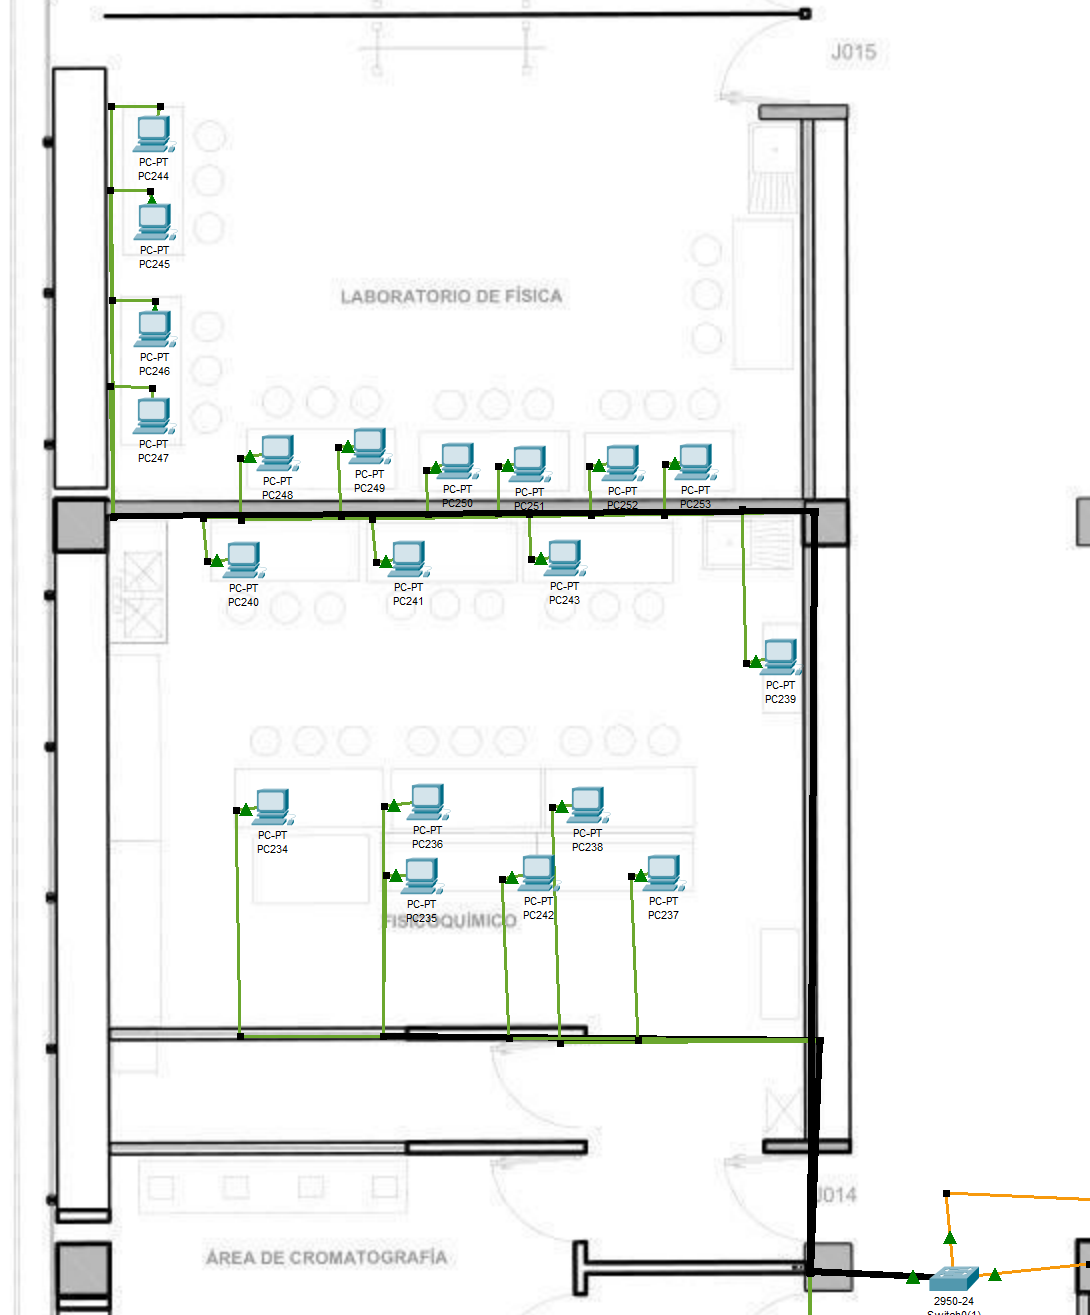 J015
PC-PT
PC244
PC-PT
PC245
LABORATORIO DE FÍSICA
PC-PT
PC246
PC-PT
PC247
PC-PT
PC248
PC-PT
PC249
PC-PT
PC250
PC-PT
PC251
PC-PT
PC252
PC-PT
PC253
PC-PT
PC240
PC-PT
PC241
PC-PT
PC243
PC-PT
PC239
PC-PT
PC234
PC-PT
PC236
PC-PT
PC238
PC-PT
PC235
PC-PT
PC242
PC-PT
PC237
FISICOQUÍMICO
J014
ÁREA DE CROMATOGRAFÍA
2950-24